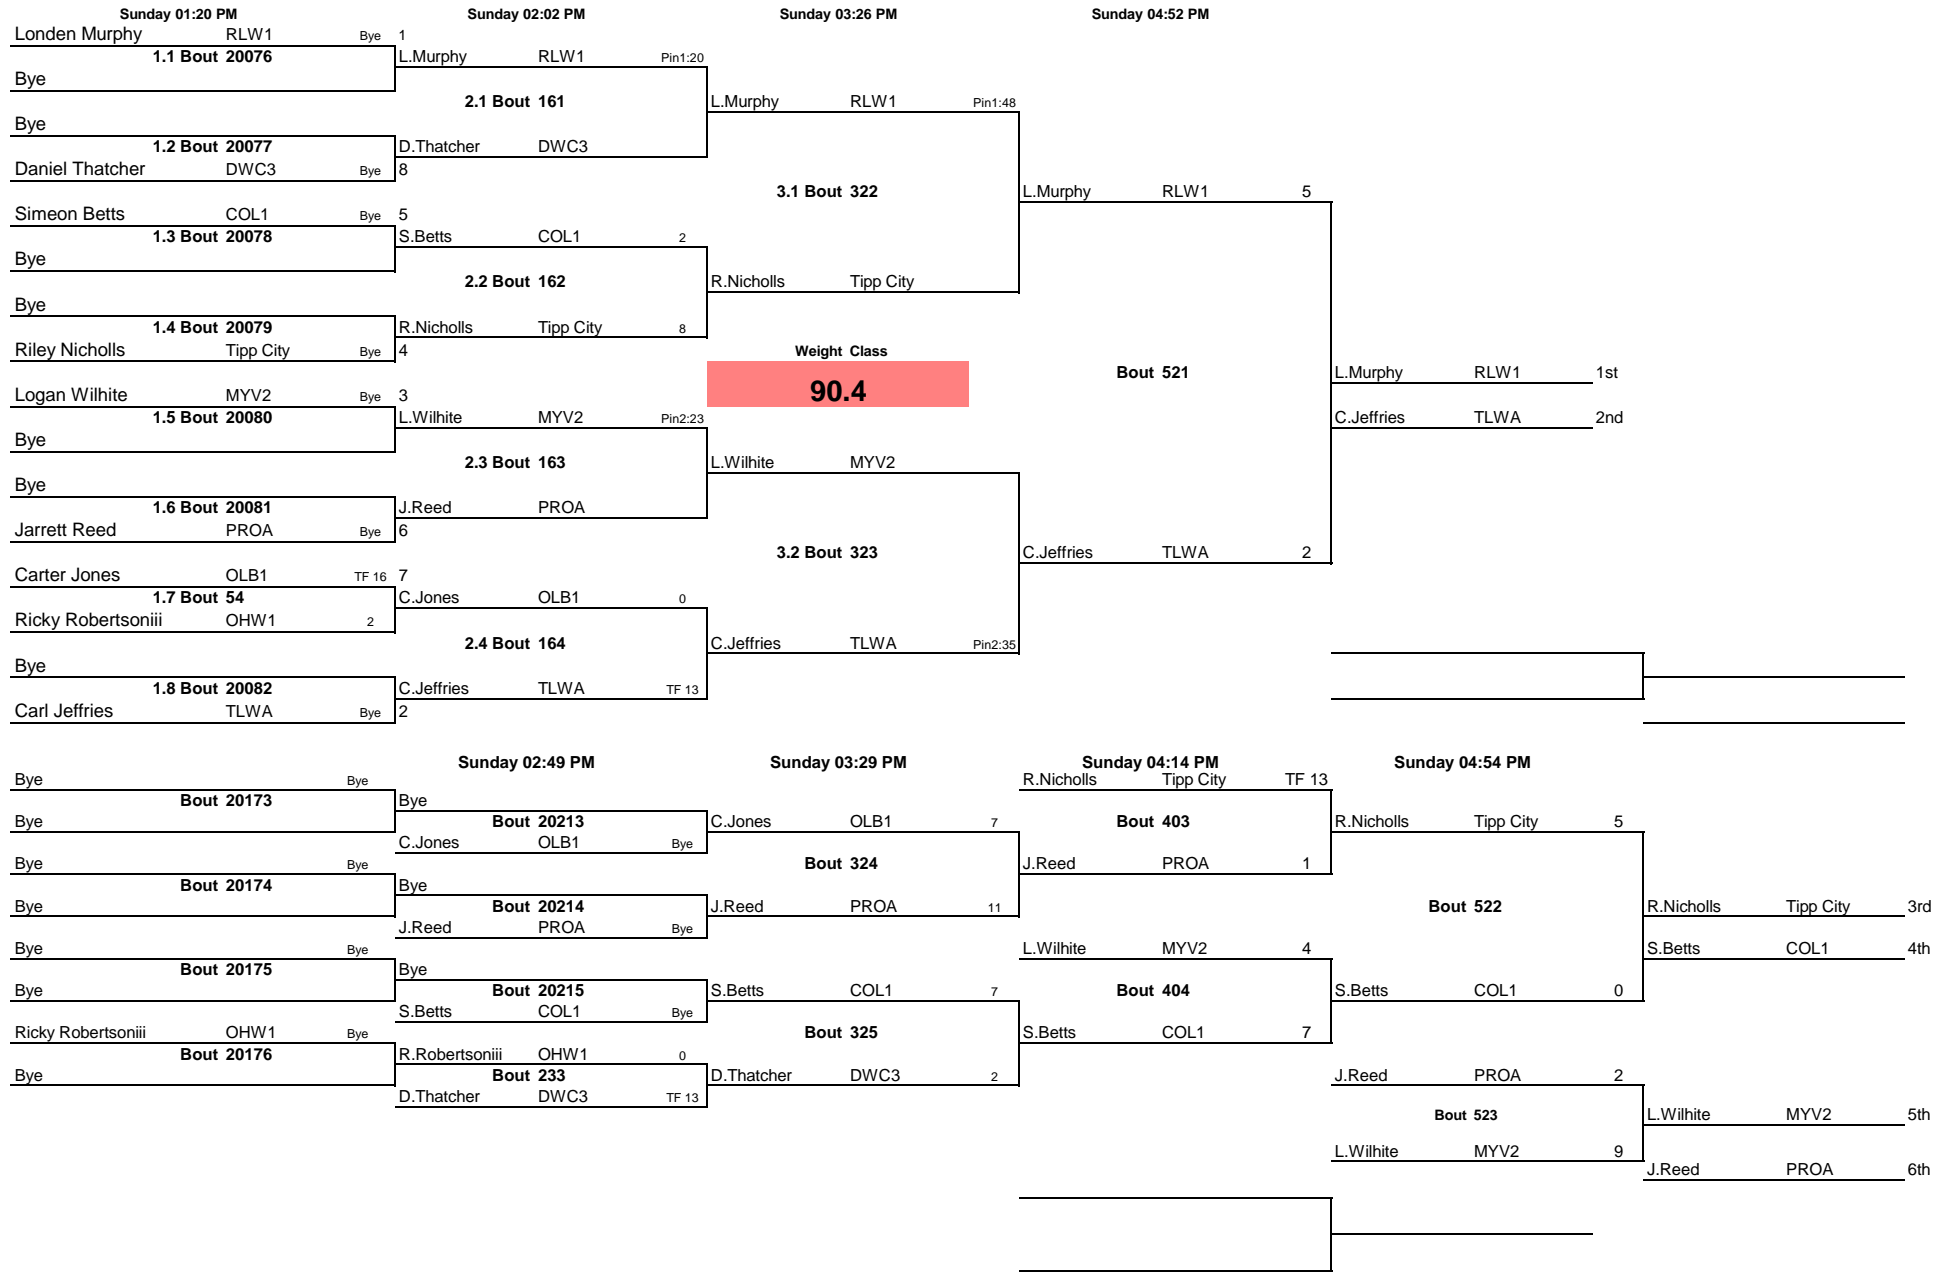 Sunday 01:20 PM Sunday 02:02 PM Sunday 03:26 PM Sunday 04:52 PM
Londen Murphy RLW1 Bye 1
1.1 Bout 20076 L.Murphy RLW1 Pin1:20
Bye
2.1 Bout 161 L.Murphy RLW1 Pin1:48
Bye
1.2 Bout 20077 D.Thatcher DWC3
Daniel Thatcher DWC3 Bye 8
3.1 Bout 322 L.Murphy RLW1 5
Simeon Betts COL1 Bye 5
1.3 Bout 20078 S.Betts COL1 2
Bye
2.2 Bout 162 R.Nicholls Tipp City
Bye
1.4 Bout 20079 R.Nicholls Tipp City 8
Riley Nicholls Tipp City Bye 4 Weight Class
Bout 521 L.Murphy RLW1 1st
90.4
Logan Wilhite MYV2 Bye 3
1.5 Bout 20080 L.Wilhite MYV2 Pin2:23 C.Jeffries TLWA 2nd
Bye
2.3 Bout 163 L.Wilhite MYV2
Bye
1.6 Bout 20081 J.Reed PROA
Jarrett Reed PROA Bye 6
3.2 Bout 323 C.Jeffries TLWA 2
Carter Jones OLB1 TF 16 7
1.7 Bout 54 C.Jones OLB1 0
Ricky Robertsoniii OHW1 2
2.4 Bout 164 C.Jeffries TLWA Pin2:35
Bye
1.8 Bout 20082 C.Jeffries TLWA TF 13
Carl Jeffries TLWA Bye 2
Sunday 02:49 PM Sunday 03:29 PM Sunday 04:14 PM Sunday 04:54 PM
Bye Bye R.Nicholls Tipp City TF 13
Bout 20173 Bye
Bye Bout 20213 C.Jones OLB1 7 Bout 403 R.Nicholls Tipp City 5
C.Jones OLB1 Bye
Bye Bye Bout 324 J.Reed PROA 1
Bout 20174 Bye
Bye Bout 20214 J.Reed PROA 11 Bout 522 R.Nicholls Tipp City 3rd
J.Reed PROA Bye
Bye Bye L.Wilhite MYV2 4 S.Betts COL1 4th
Bout 20175 Bye
Bye Bout 20215 S.Betts COL1 7 Bout 404 S.Betts COL1 0
S.Betts COL1 Bye
Ricky Robertsoniii OHW1 Bye Bout 325 S.Betts COL1 7
Bout 20176 R.Robertsoniii OHW1 0
Bye Bout 233 D.Thatcher DWC3 2 J.Reed PROA 2
D.Thatcher DWC3 TF 13
Bout 523 L.Wilhite MYV2 5th
L.Wilhite MYV2 9
J.Reed PROA 6th